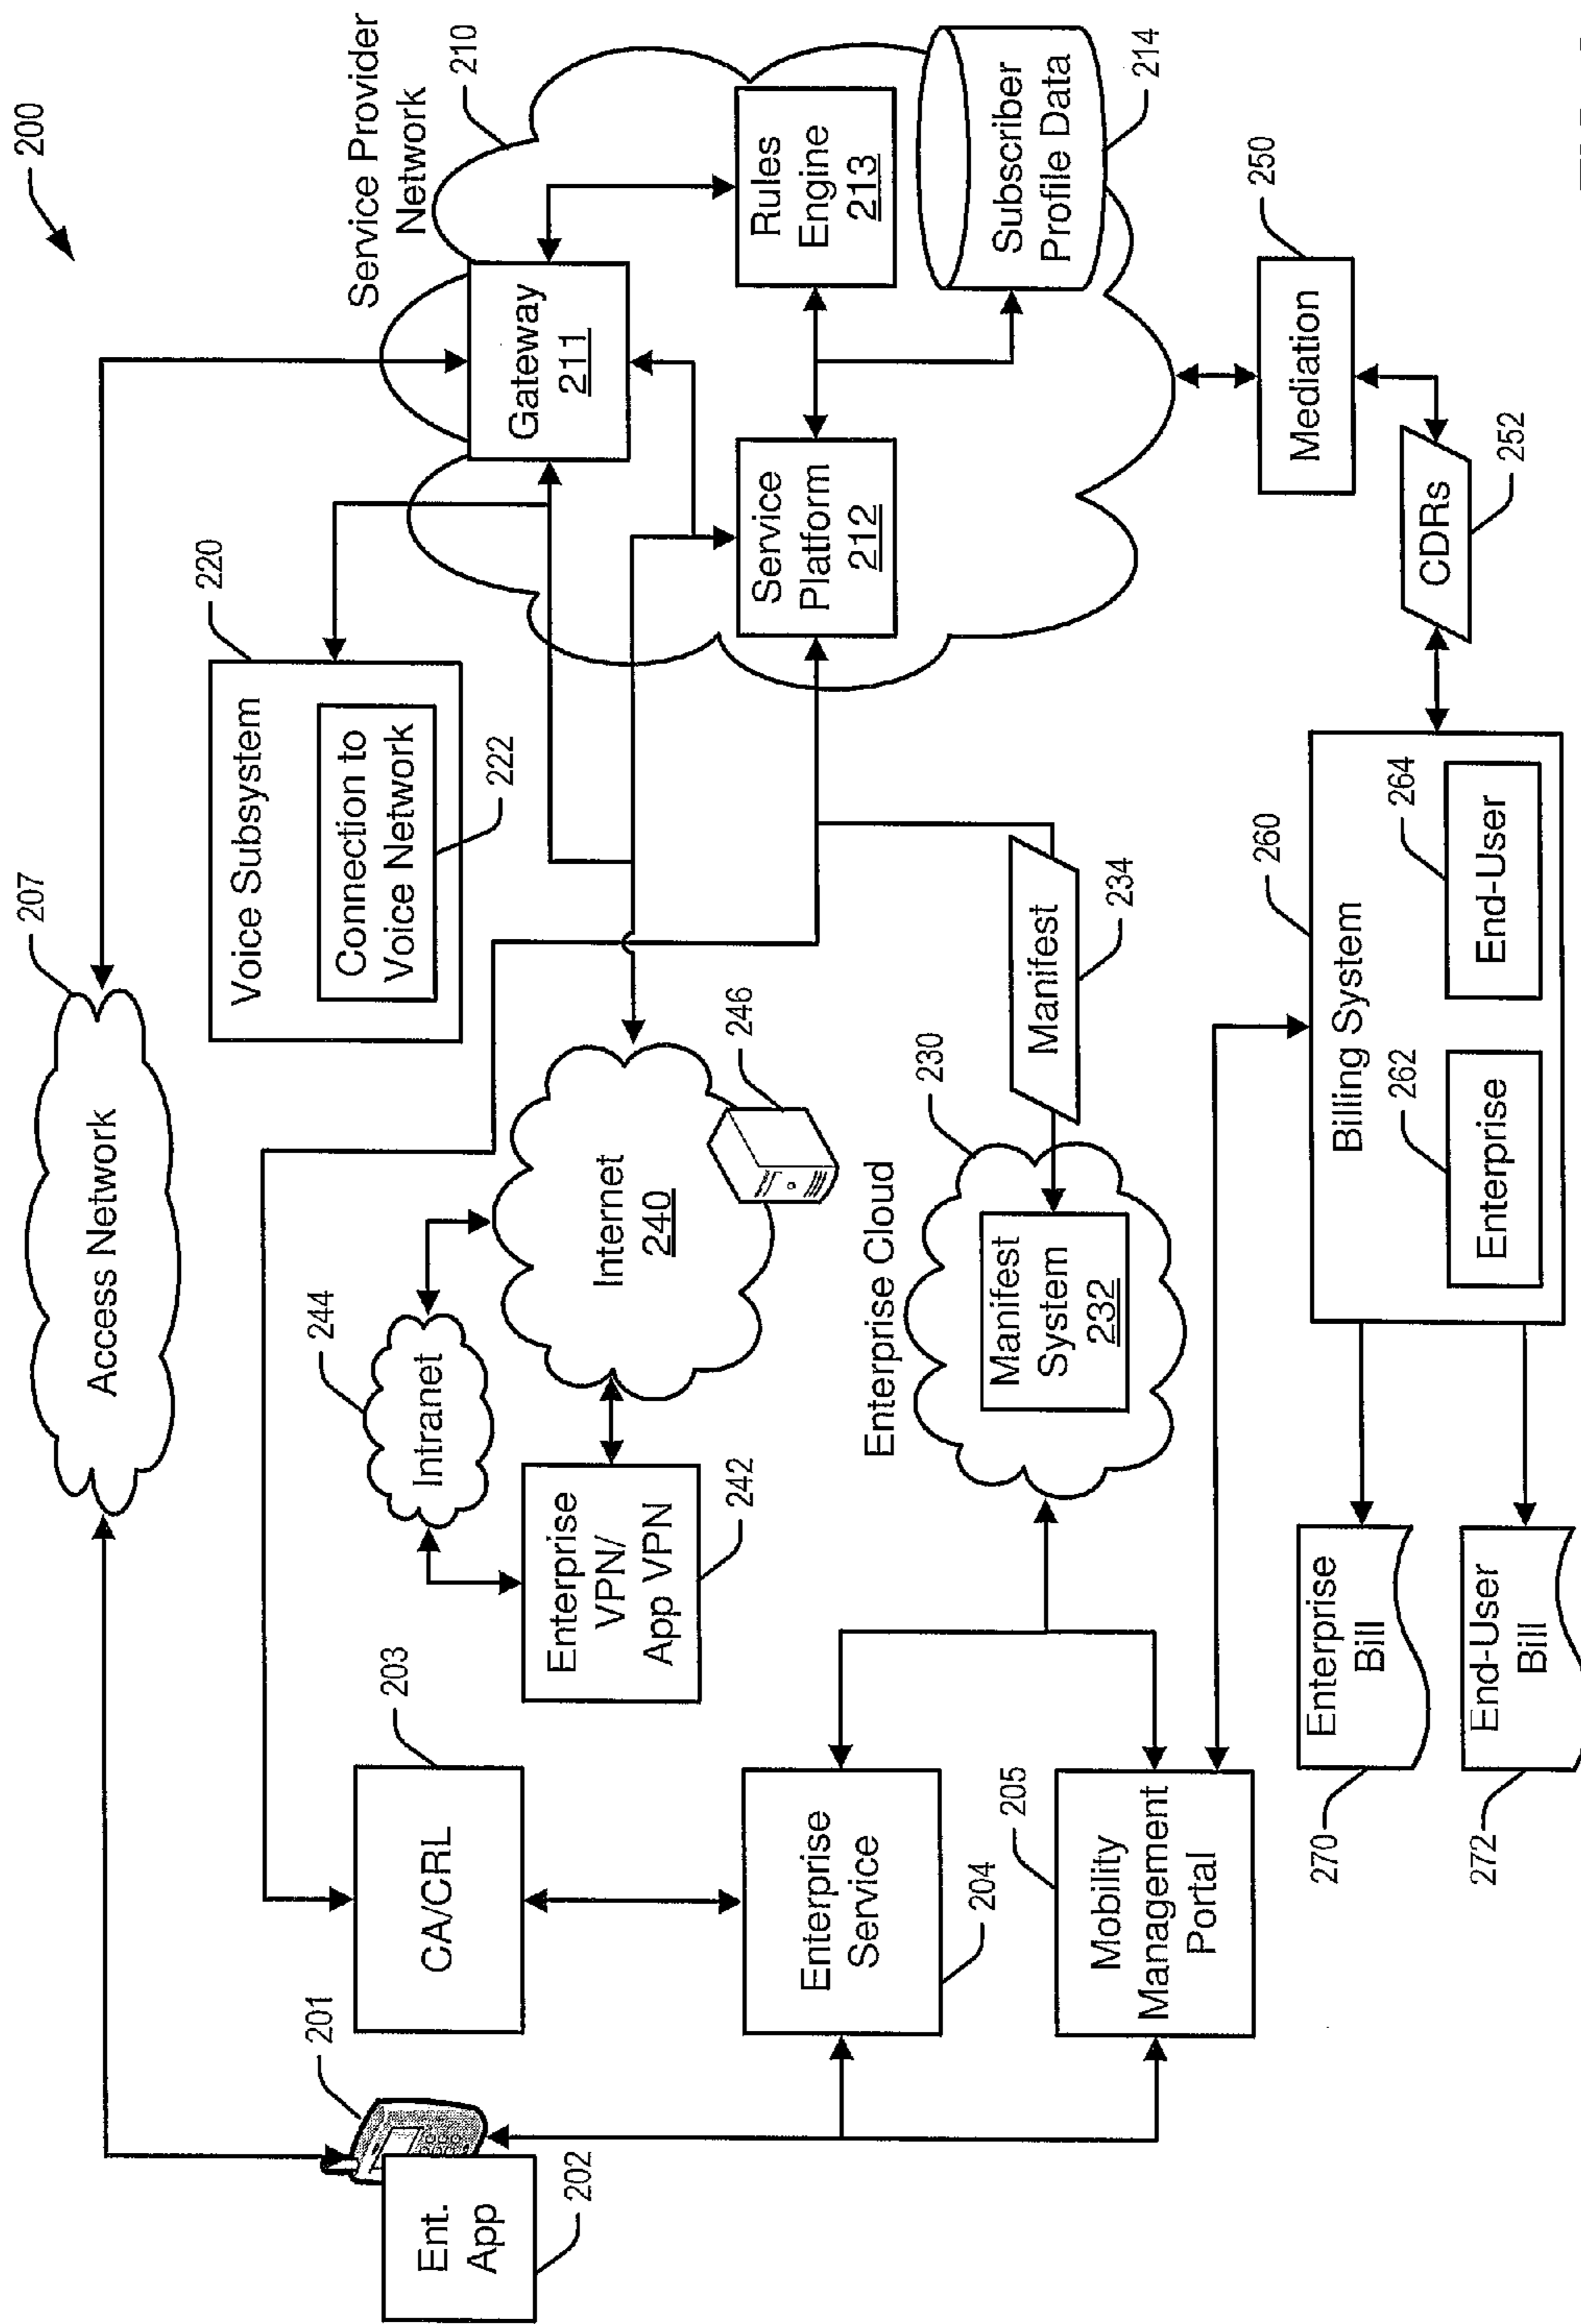 200
207
Access Network
Service Provider
Network
210
220
Voice Subsystem
Connection to
Voice Network
222
Gateway
211
Rules
Engine
213
Service
Platform
212
Subscriber
Profile Data
214
201
Ent.
App
202
CA/CRL
203
244
Intranet
Internet
240
246
Enterprise
VPN/
App VPN
242
Enterprise
Service
204
205
Mobility
Management
Portal
Enterprise Cloud
230
Manifest
System
232
Manifest
234
Mediation
250
CDRs
252
260
Billing System
262
Enterprise
264
End-User
Enterprise
Bill
270
End-User
Bill
272